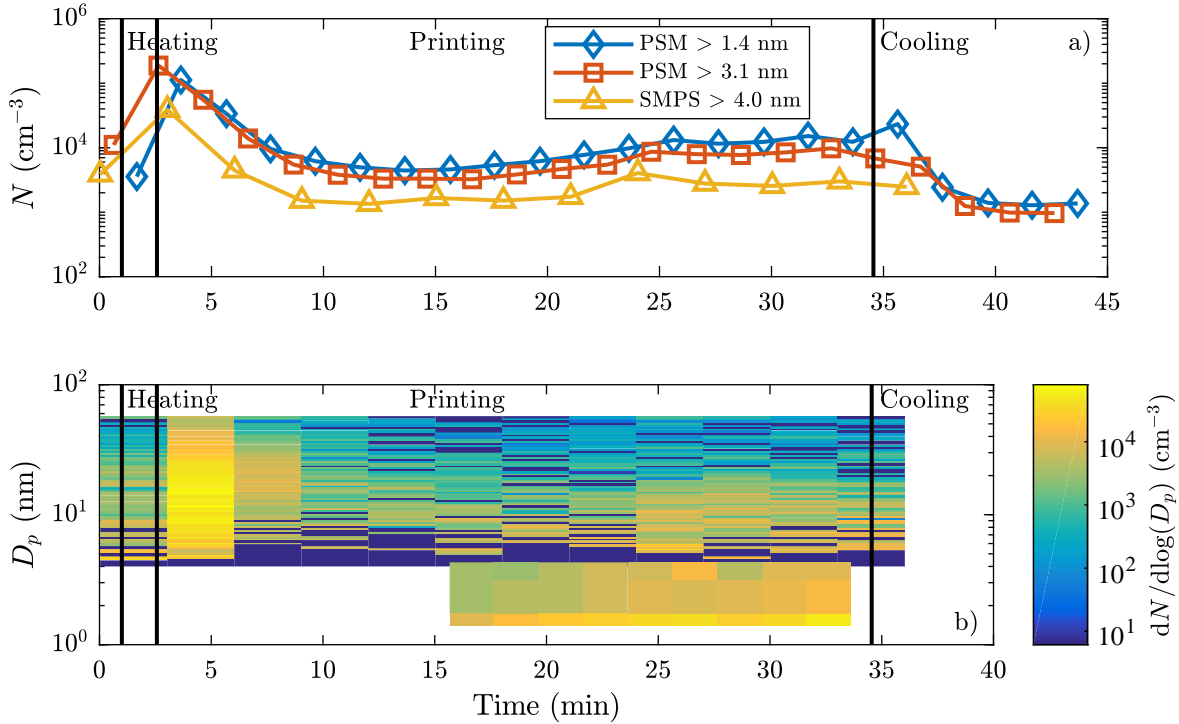 10^6
10^4
10^2
N (cm^−3)
Heating
Printing
Cooling
a)
PSM > 1.4 nm
PSM > 3.1 nm
SMPS > 4.0 nm
0 5 10 15 20 25 30 35 40 45
10^2
10^1
10^0
D_p (nm)
Heating
Printing
Cooling
b)
0 5 10 15 20 25 30 35 40
Time (min)
10^4
10^3
10^2
10^1
dN/dlog(D_p) (cm^−3)